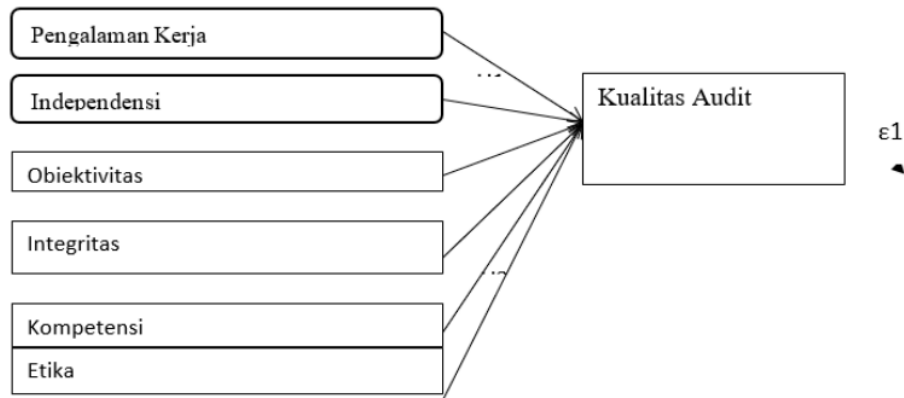 Pengalaman Kerja
Independensi
Kualitas Audit
Obiektivitas
ε1
Integritas
Kompetensi
Etika